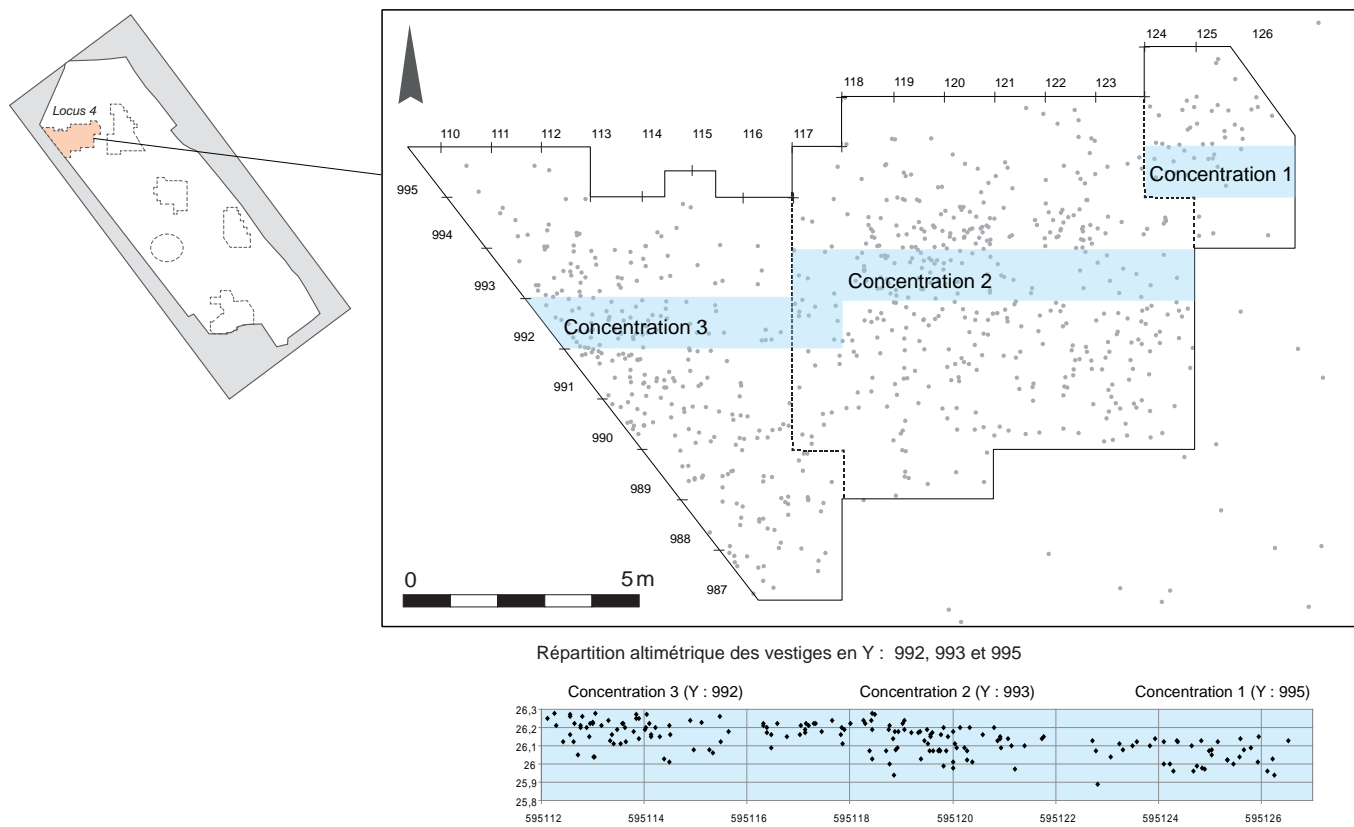 124 125 126
118 119 120 121 122 123
Locus 4
110 111 112 113 114 115 116 117
Concentration 1
995
994
Concentration 2
993
Concentration 3
992
991
990
989
988
0 5 m
987
Répartition altimétrique des vestiges en Y : 992, 993 et 995
Concentration 3 (Y : 992) Concentration 2 (Y : 993) Concentration 1 (Y : 995)
26,3
26,2
26,1
26
25,9
25,8
595112 595114 595116 595118 595120 595122 595124 595126